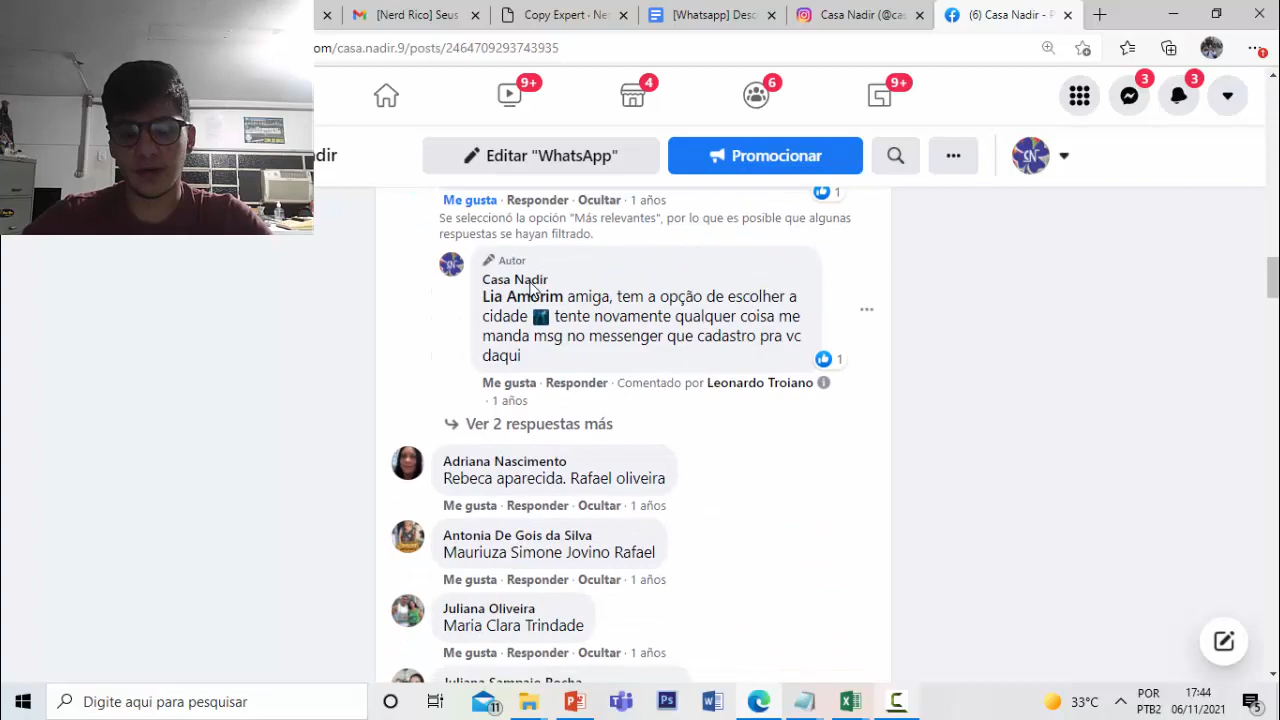 [Nerd Rico] Seus
Copy Expert - Ne
[Whatsapp] Desc
Casa Nadir (@cas
(6) Casa Nadir - P
om/casa.nadir.9/posts/2464709293743935
1
9+
4
6
9+
3
3
dir
Editar "WhatsApp"
Promocionar
Me gusta · Responder · Ocultar · 1 años
1
Se seleccionó la opción "Más relevantes", por lo que es posible que algunas
respuestas se hayan filtrado.
Autor
Casa Nadir
Lia Amorim amiga, tem a opção de escolher a
cidade tente novamente qualquer coisa me
manda msg no messenger que cadastro pra vc
daqui
1
Me gusta · Responder · Comentado por Leonardo Troiano
· 1 años
Ver 2 respuestas más
Adriana Nascimento
Rebeca aparecida. Rafael oliveira
Me gusta · Responder · Ocultar · 1 años
Antonia De Gois da Silva
Mauriuza Simone Jovino Rafael
Me gusta · Responder · Ocultar · 1 años
Juliana Oliveira
Maria Clara Trindade
Me gusta · Responder · Ocultar · 1 años
Juliana Sampaio Rocha
Digite aqui para pesquisar
11
33°C
POR
PTB2
17:44
06/11/2021
5